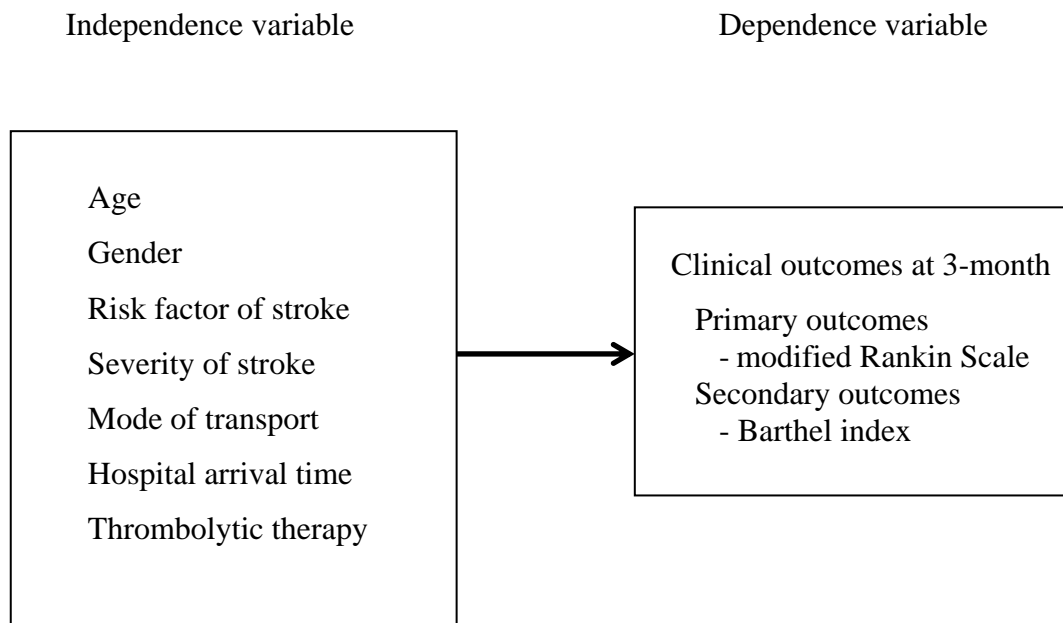 Independence variable
Dependence variable
Age
Gender
Risk factor of stroke
Severity of stroke
Mode of transport
Hospital arrival time
Thrombolytic therapy
Clinical outcomes at 3-month
Primary outcomes
- modified Rankin Scale
Secondary outcomes
- Barthel index